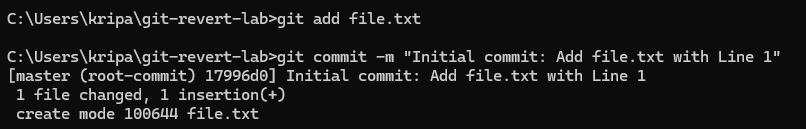 C:\Users\kripa\git-revert-lab>git add file.txt
C:\Users\kripa\git-revert-lab>git commit -m "Initial commit: Add file.txt with Line 1"
[master (root-commit) 17996d0] Initial commit: Add file.txt with Line 1
 1 file changed, 1 insertion(+)
 create mode 100644 file.txt